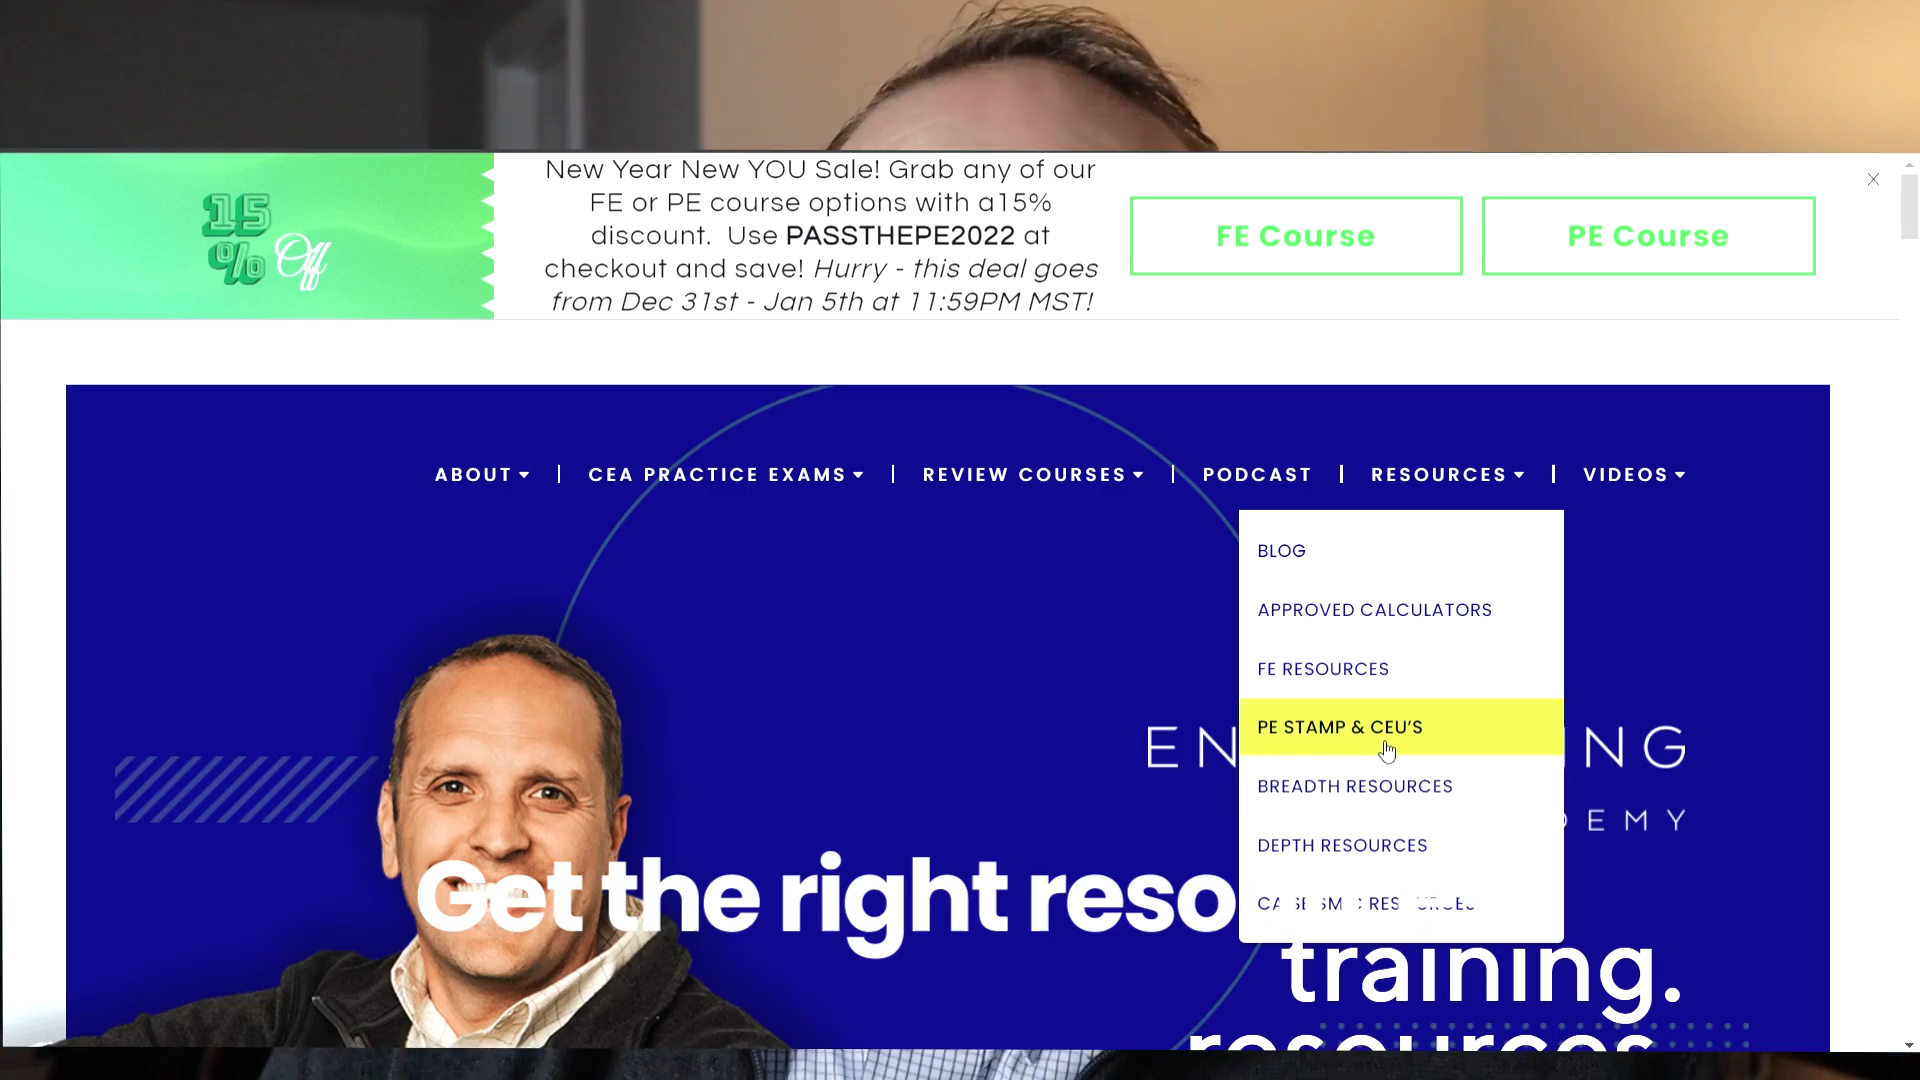 15
%
Off
New Year New YOU Sale! Grab any of our
FE or PE course options with a15%
discount. Use PASSTHEPE2022 at
checkout and save! Hurry - this deal goes
from Dec 31st - Jan 5th at 11:59PM MST!
FE Course
PE Course
ABOUT
CEA PRACTICE EXAMS
REVIEW COURSES
PODCAST
RESOURCES
VIDEOS
BLOG
APPROVED CALCULATORS
FE RESOURCES
PE STAMP & CEU'S
BREADTH RESOURCES
DEPTH RESOURCES
Get the right
training.